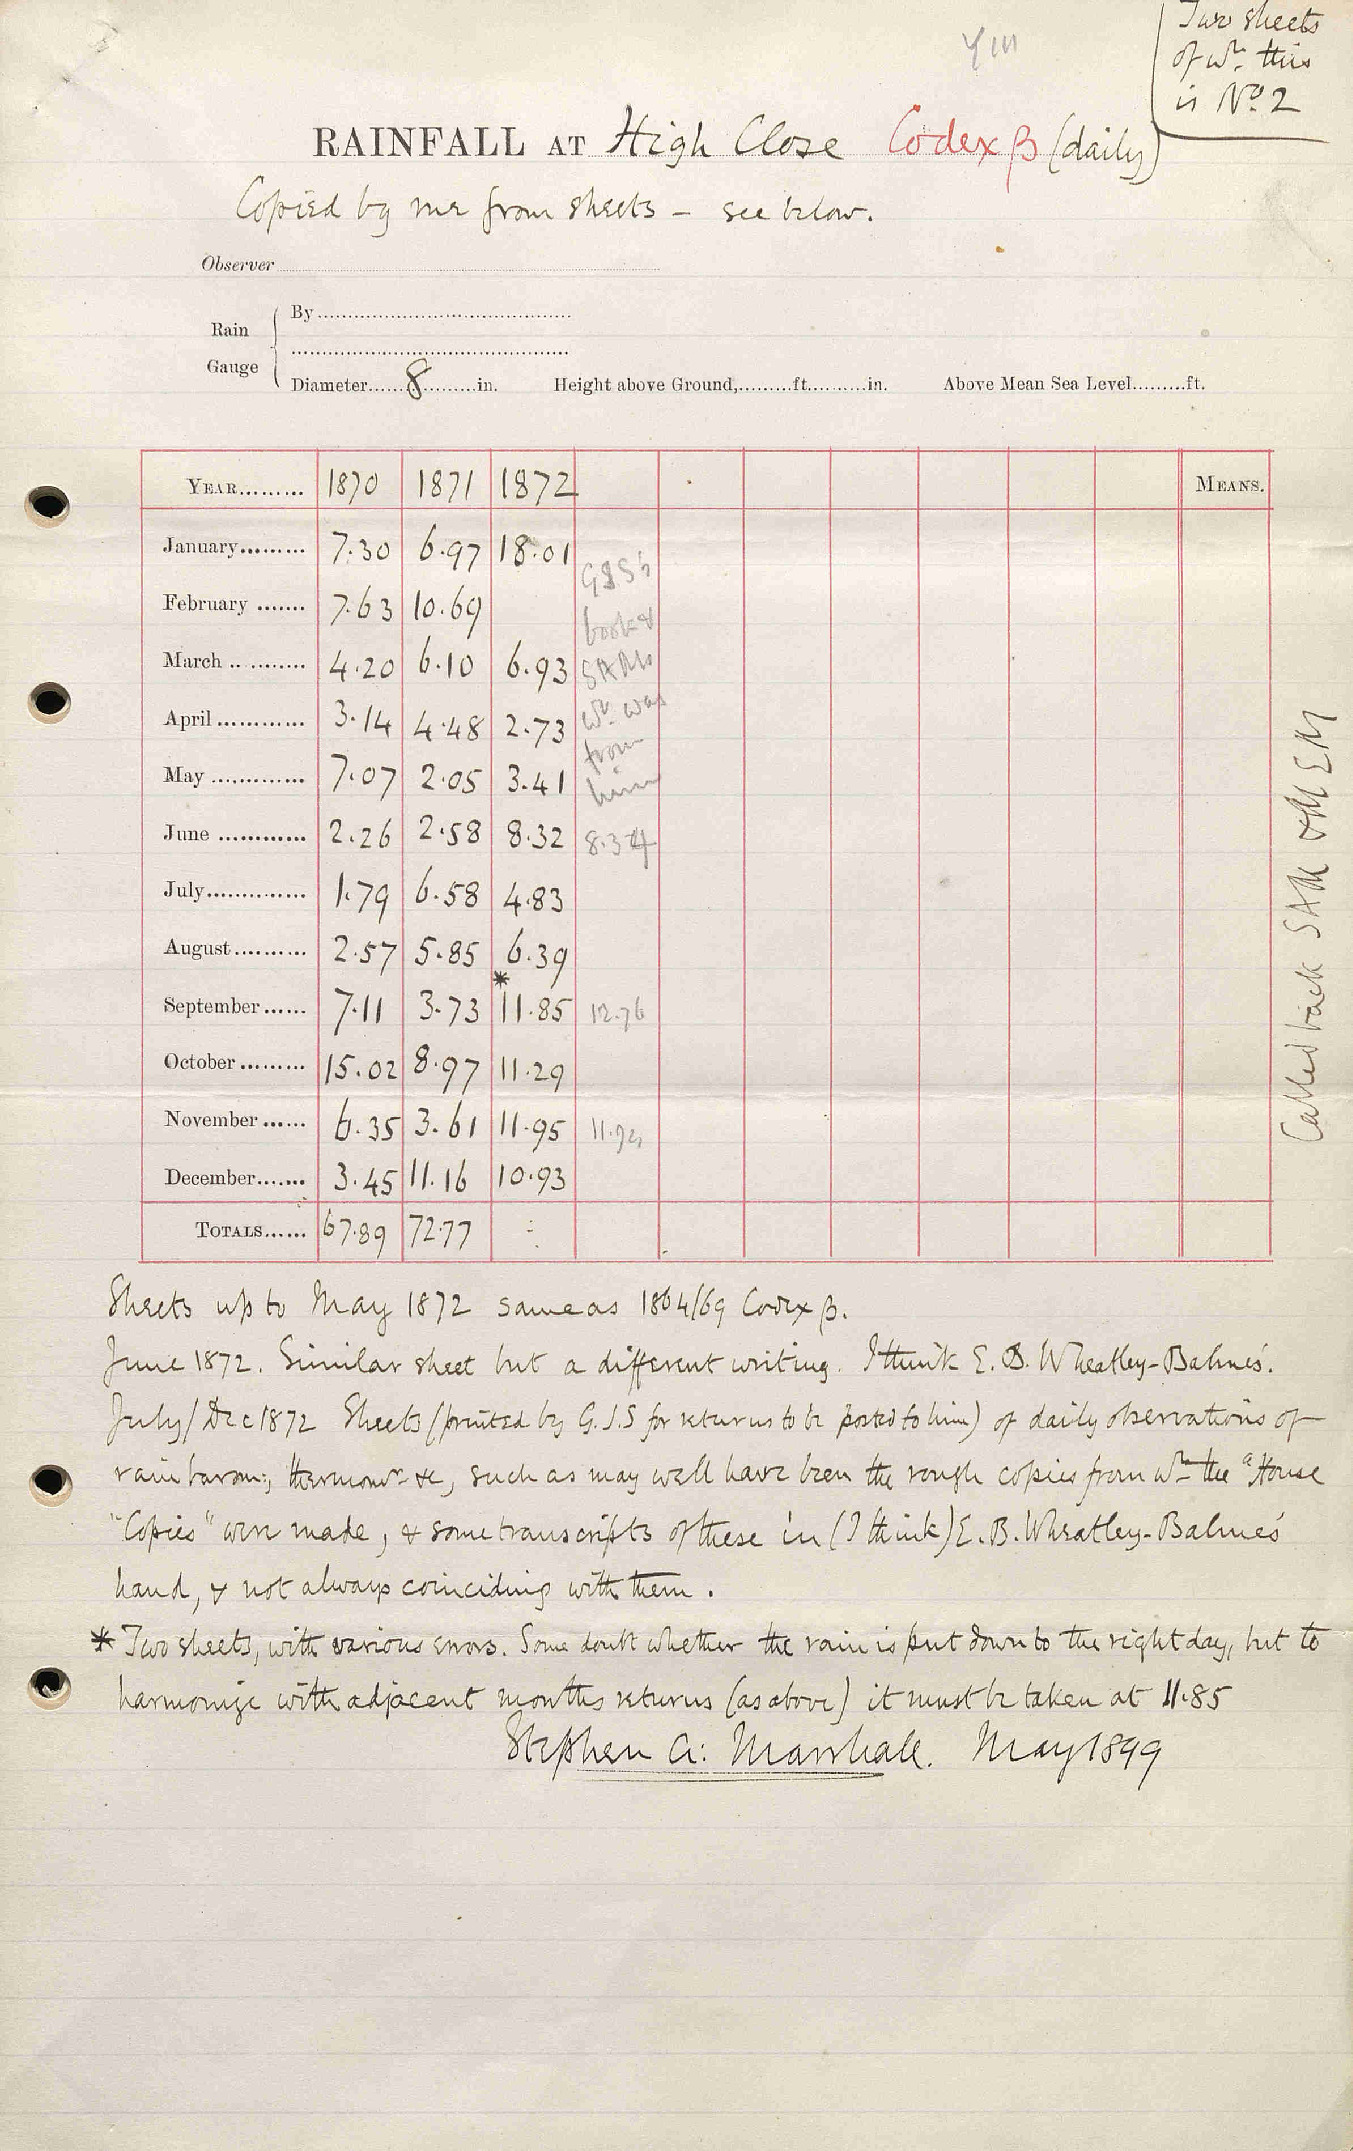 Two sheets
of wh. this
is No. 2
RAINFALL AT High Close Codex β (daily)
Copied by me from sheets – see below.
Observer
Rain Gauge
By
Diameter 8 in. Height above Ground, ft. in. Above Mean Sea Level ft.
YEAR 1870 1871 1872 MEANS.
January 7.30 6.97 18.01
February 7.63 10.69
March 4.20 6.10 6.93
April 3.14 4.48 2.73
May 7.07 2.05 3.41
June 2.26 2.58 8.32 8.34
July 1.79 6.58 4.83
August 2.57 5.85 6.39
September 7.11 3.73 *11.85 12.76
October 15.02 8.97 11.29
November 6.35 3.61 11.95
December 3.45 11.16 10.93
TOTALS 67.89 72.77
book &
SAM's
wh. was
from
him
Called back SAM & M EM
Sheets up to May 1872 same as 1864/69 Codex β.
June 1872. Similar sheet but a different writing. I think E. B. Wheatley-Balmes'.
July/Dec 1872 Sheets (printed by G.J.S for returns to be posted to him) of daily observations of
rain barom; thermomr &c, such as may well have been the rough copies from wh. the "House
"Copies" were made, & some transcripts of these in (I think) E. B. Wheatley-Balmes'
hand, & not always coinciding with them.
* Two sheets, with various errors. Some doubt whether the rain is put down to the right day, but to
harmonize with adjacent months returns (as above) it must be taken at 11.85
Stephen A: Marshall. May 1899